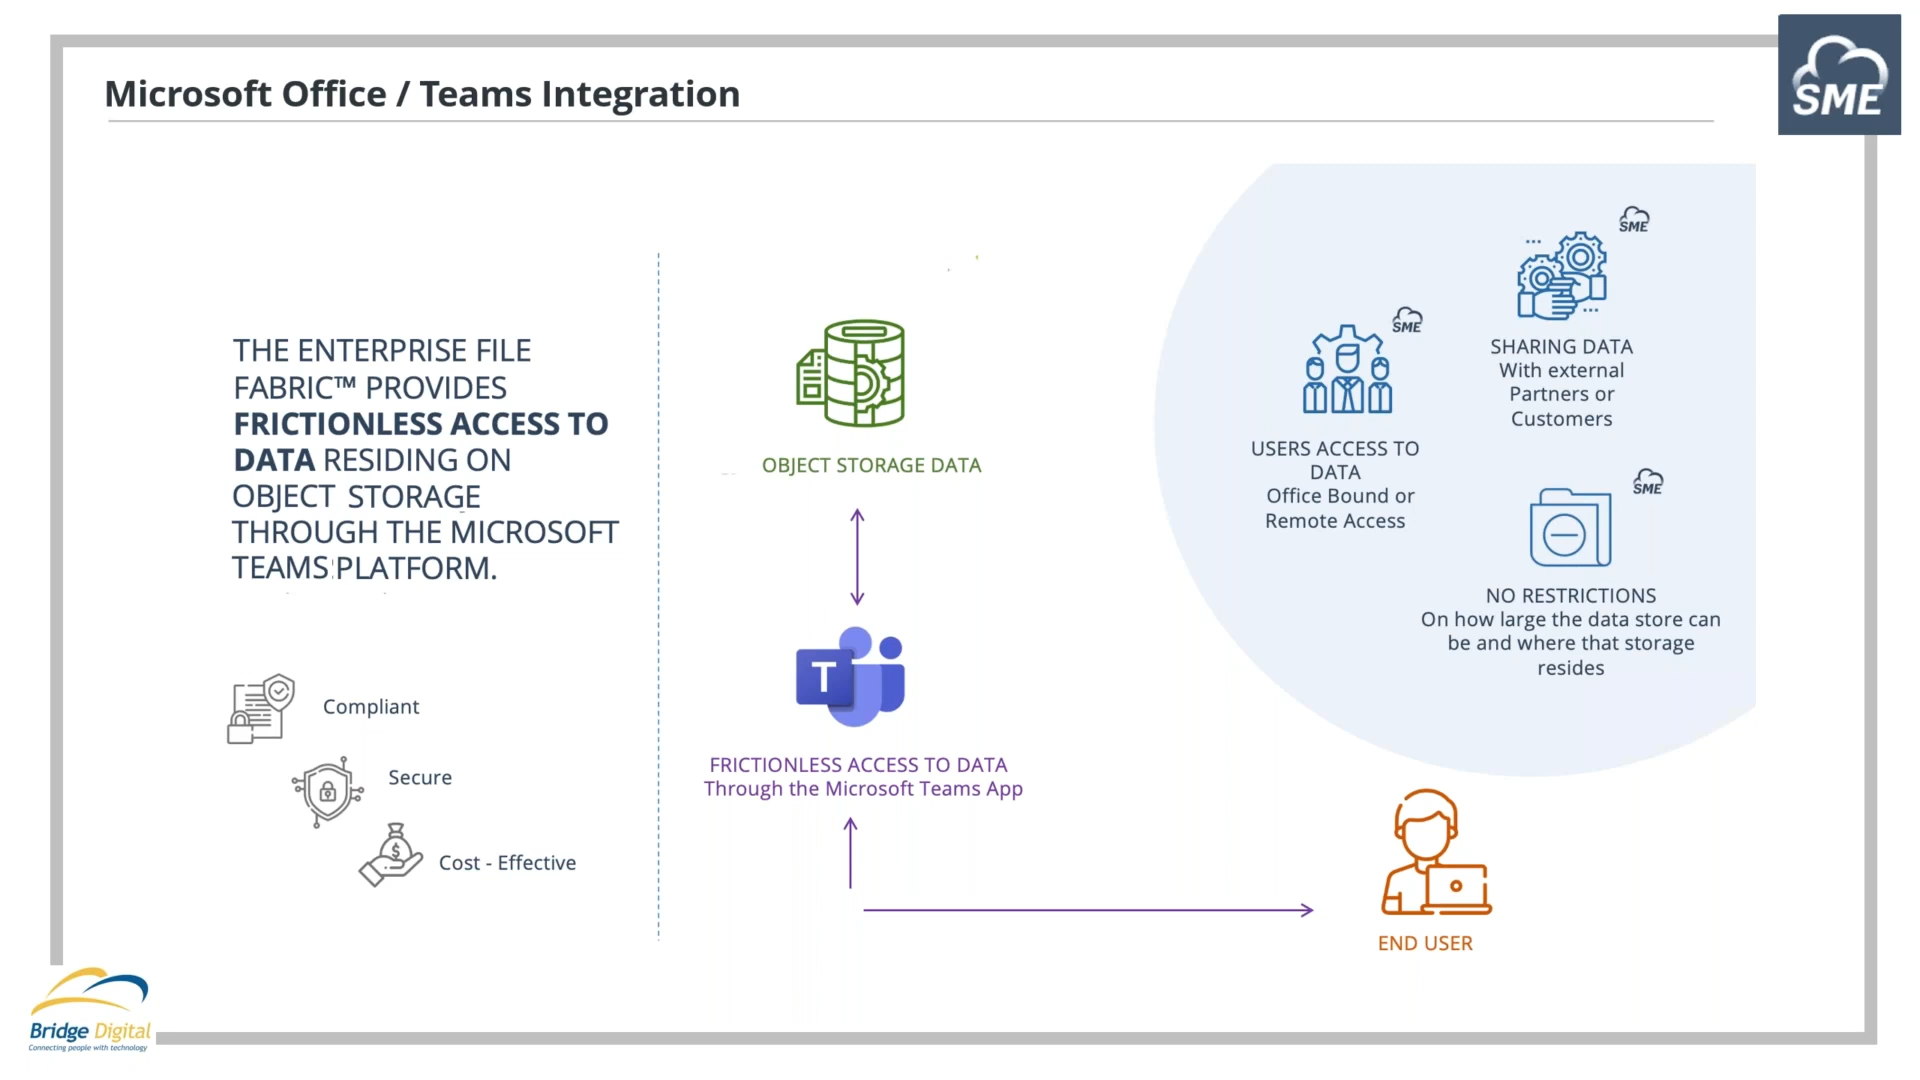 Microsoft Office / Teams Integration
SME
THE ENTERPRISE FILE
FABRIC™ PROVIDES
FRICTIONLESS ACCESS TO
DATA RESIDING ON
OBJECT STORAGE
THROUGH THE MICROSOFT
TEAMS PLATFORM.
Compliant
Secure
Cost - Effective
OBJECT STORAGE DATA
T
FRICTIONLESS ACCESS TO DATA
Through the Microsoft Teams App
SME
USERS ACCESS TO
DATA
Office Bound or
Remote Access
SME
SHARING DATA
With external
Partners or
Customers
SME
NO RESTRICTIONS
On how large the data store can
be and where that storage
resides
END USER
Bridge Digital
Connecting people with technology